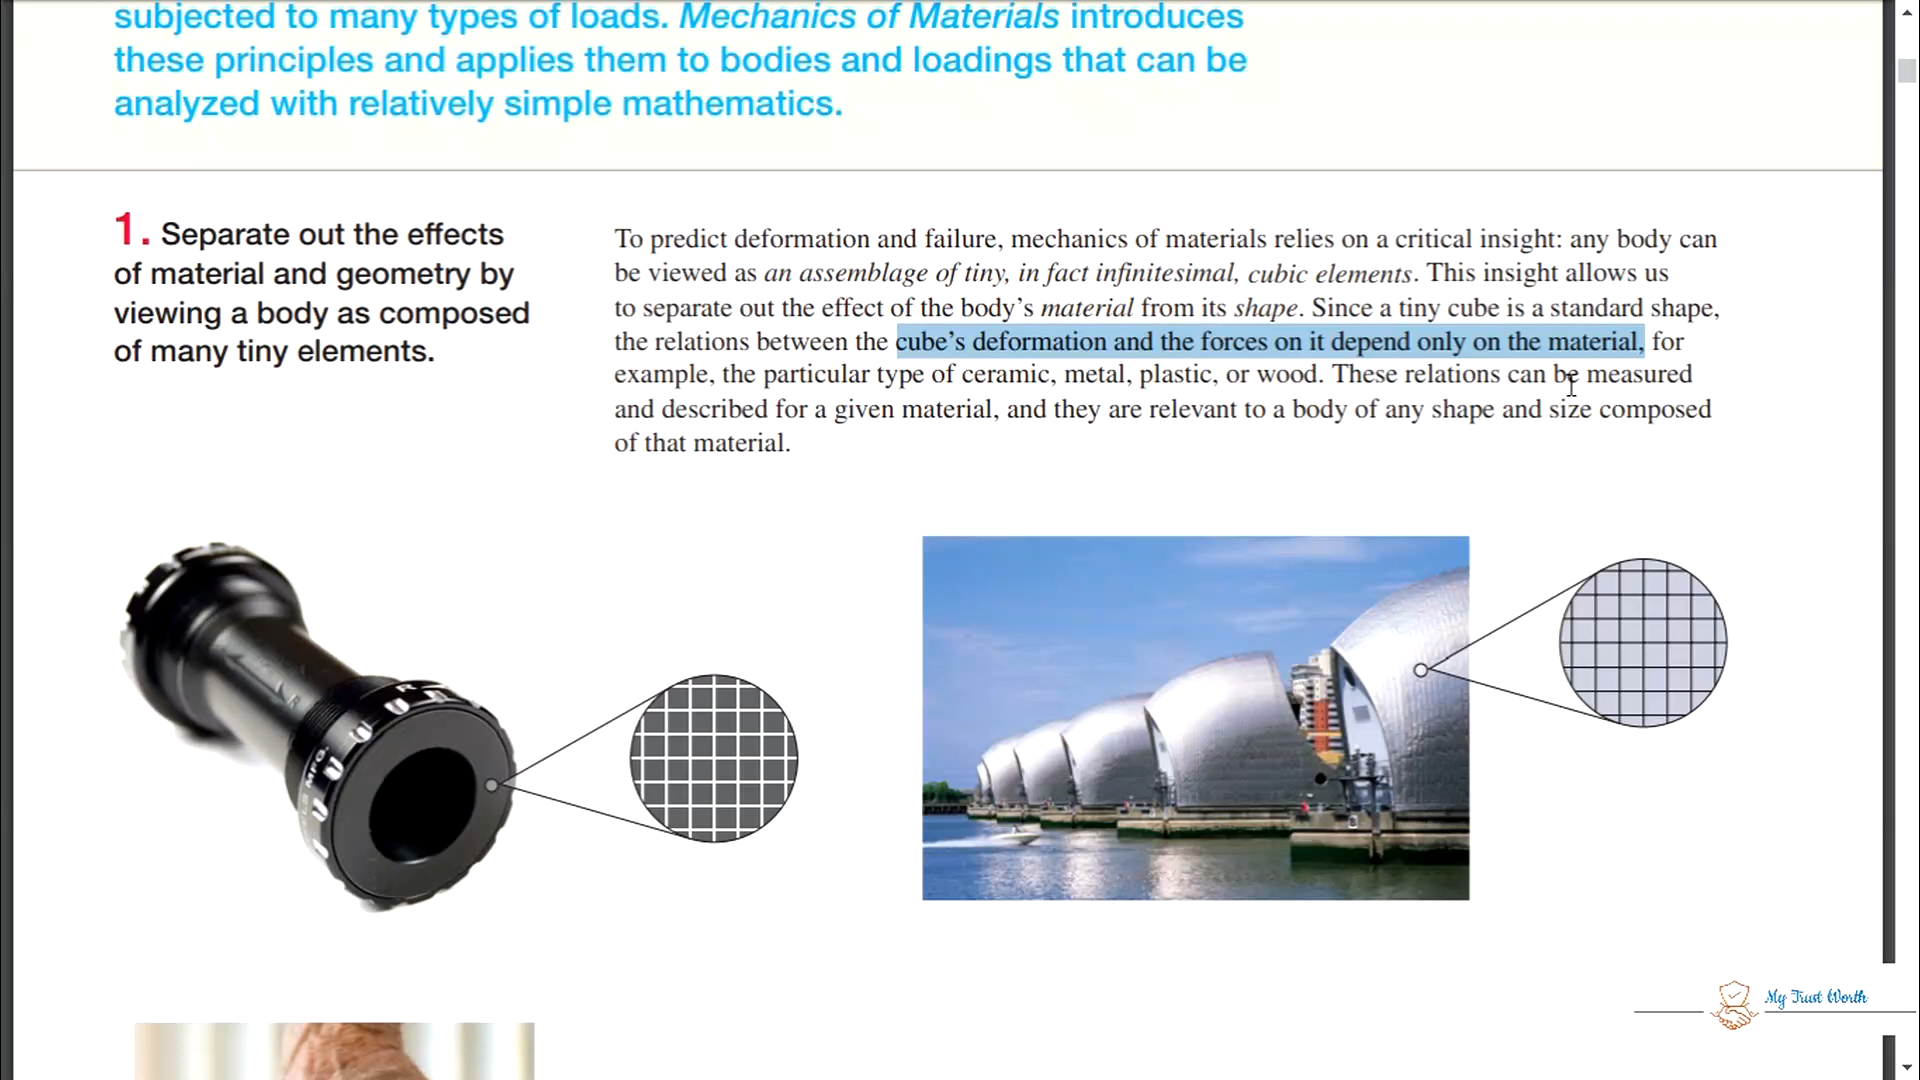 subjected to many types of loads. Mechanics of Materials introduces
these principles and applies them to bodies and loadings that can be
analyzed with relatively simple mathematics.
1. Separate out the effects
of material and geometry by
viewing a body as composed
of many tiny elements.
To predict deformation and failure, mechanics of materials relies on a critical insight: any body can
be viewed as an assemblage of tiny, in fact infinitesimal, cubic elements. This insight allows us
to separate out the effect of the body’s material from its shape. Since a tiny cube is a standard shape,
the relations between the cube’s deformation and the forces on it depend only on the material, for
example, the particular type of ceramic, metal, plastic, or wood. These relations can be measured
and described for a given material, and they are relevant to a body of any shape and size composed
of that material.
MFG.
My Trust Worth